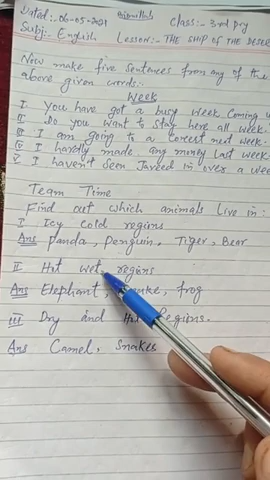 Dated:- 06-05-2021 Bismillah Class:- 3rd Pry
Subj:- English Lesson:- THE SHIP OF THE DESER
Now make five sentences from any of the
above given words:-
Week
I You have got a busy week coming u
II Do you want to stay here all week.
III I am going to a next week.
IV I hardly made any money last week
V I haven't seen Javeed in over a wee
Team Time
Find out which animals live in:
I Icy Cold regions
Ans Panda, Penguin, Tiger, Bear
II Hot wet regions
Ans Elephant, frog
III Dry and Hot Regions.
Ans Camel, Snakes